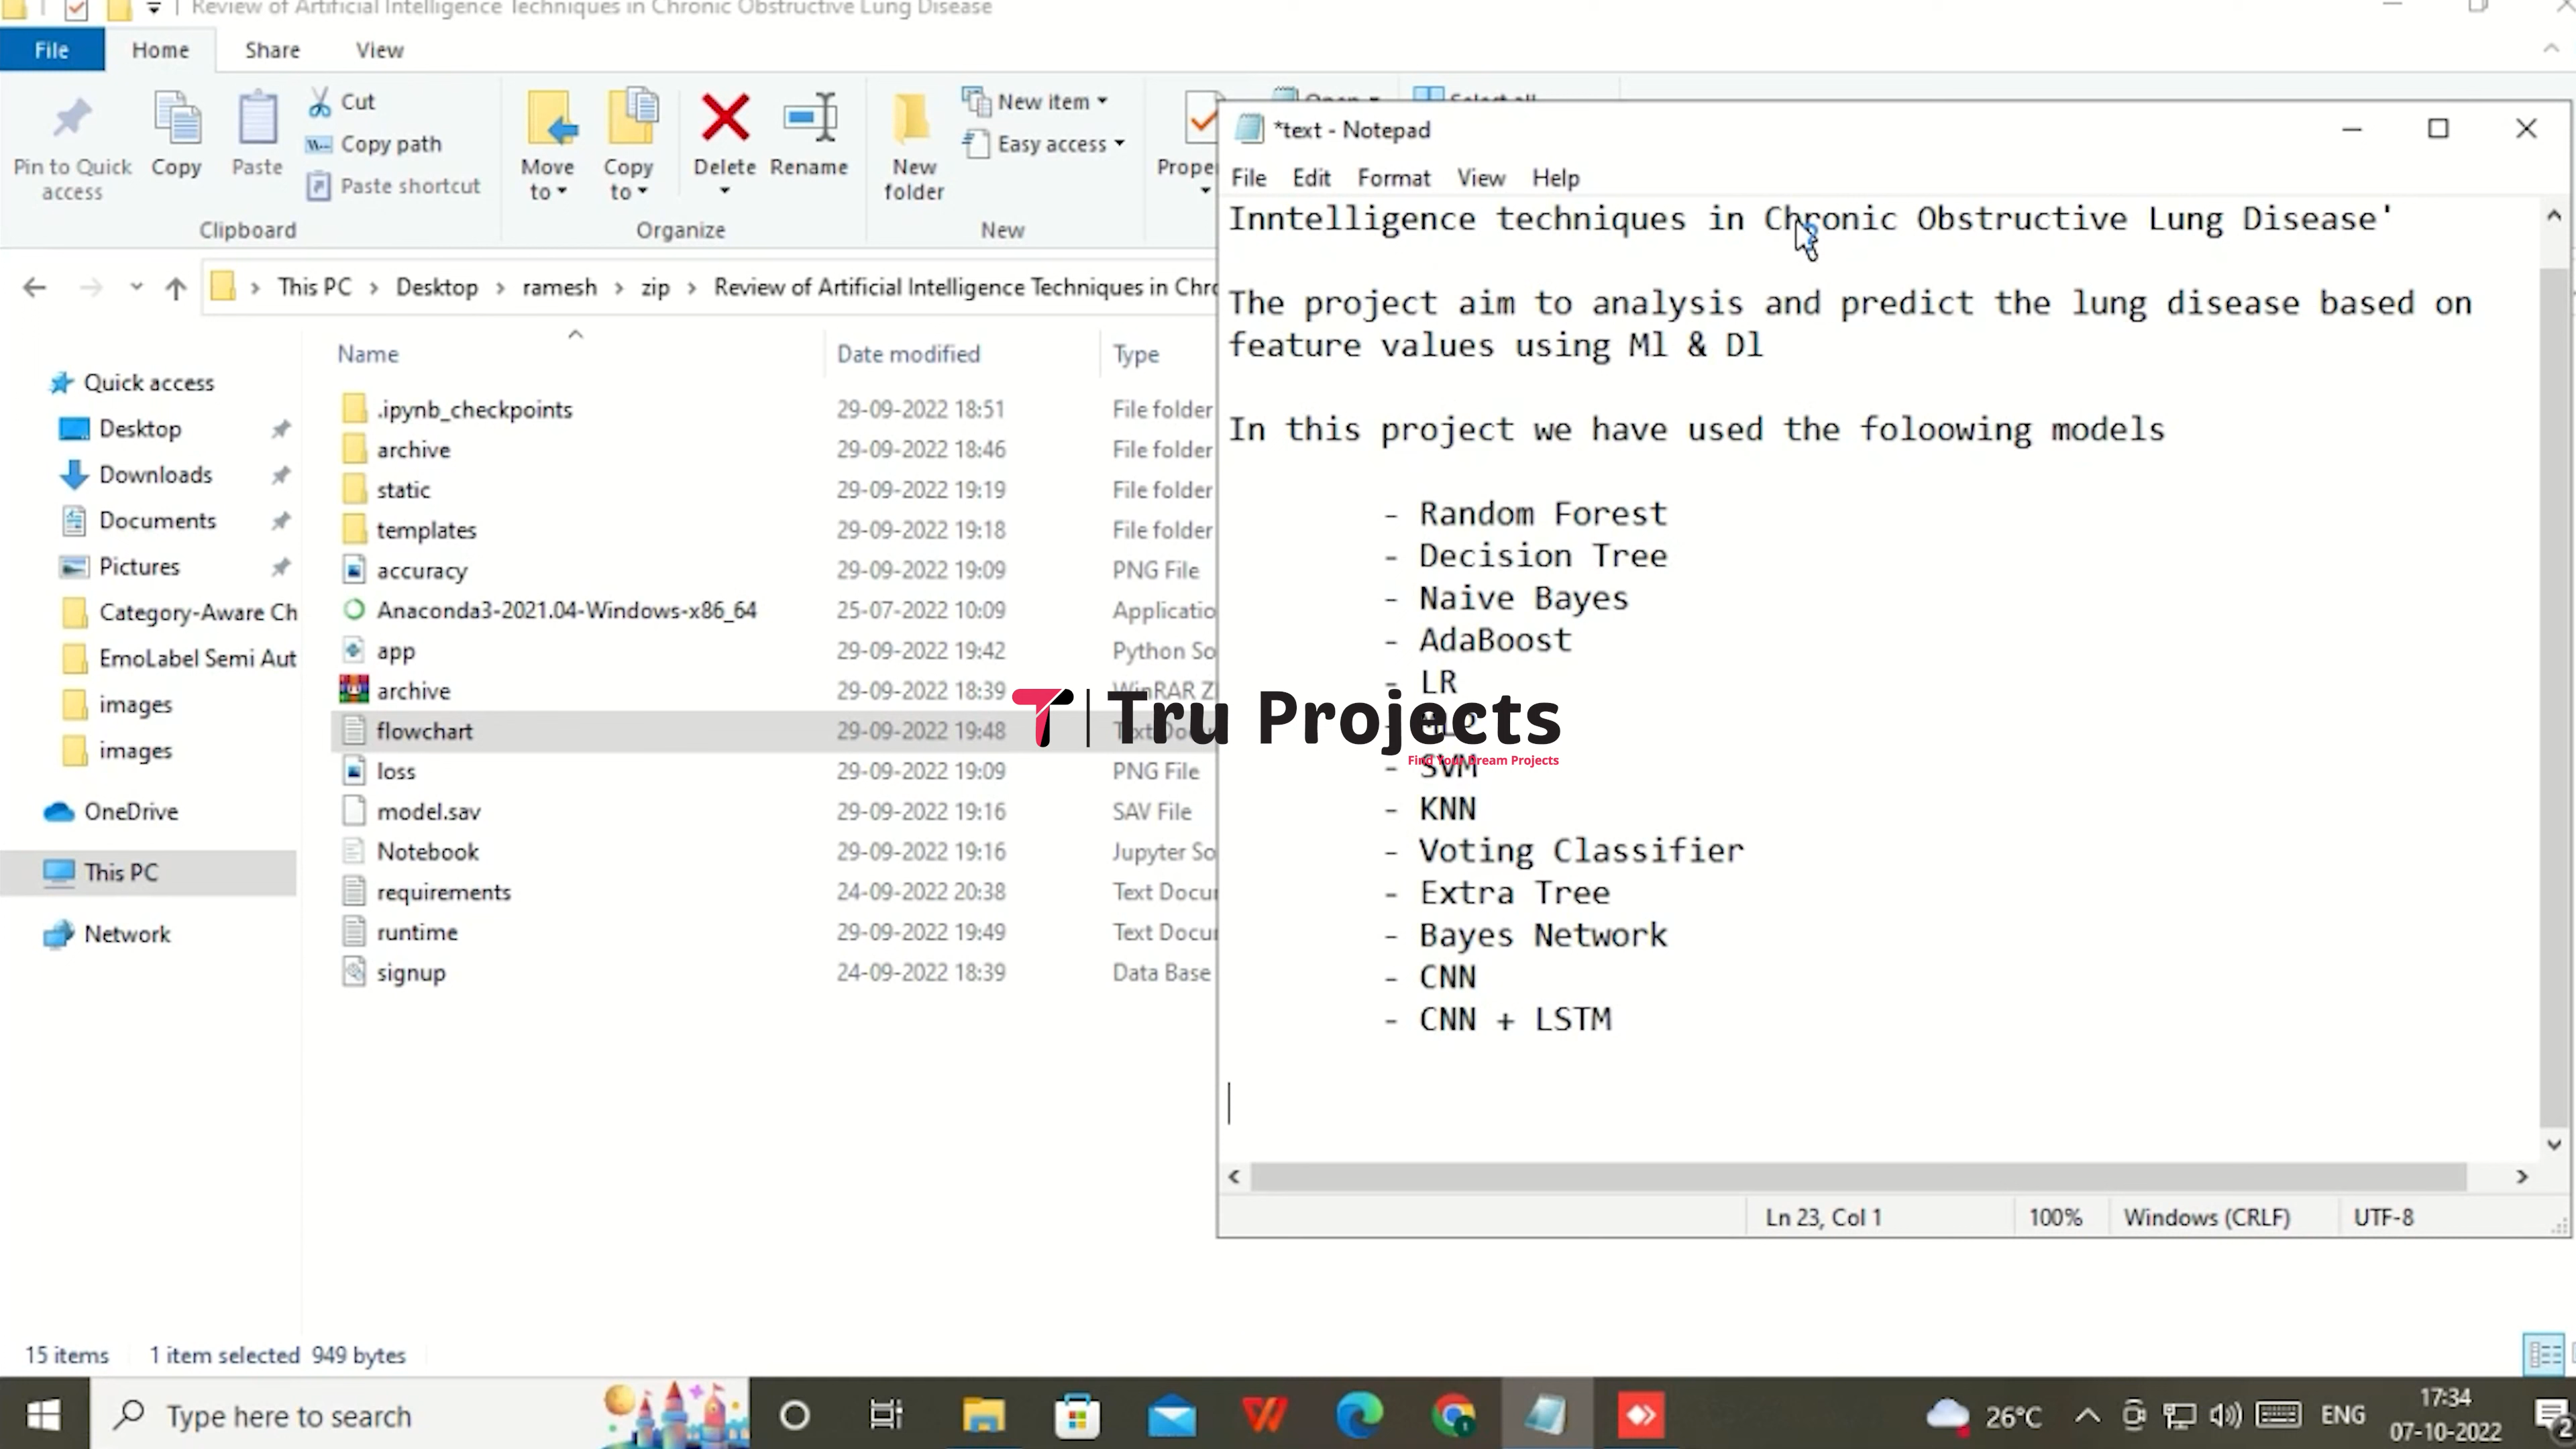 Review of Artificial Intelligence Techniques in Chronic Obstructive Lung Disease
File Home Share View
Pin to Quick access
Copy
Paste
Cut
Copy path
Paste shortcut
Clipboard
Move to
Copy to
Delete
Rename
Organize
New folder
New item
Easy access
New
Open
Select all
This PC > Desktop > ramesh > zip > Review of Artificial Intelligence Techniques in Chro
Quick access
Desktop
Downloads
Documents
Pictures
Category-Aware Ch
EmoLabel Semi Aut
images
images
OneDrive
This PC
Network
Name Date modified Type
.ipynb_checkpoints 29-09-2022 18:51 File folder
archive 29-09-2022 18:46 File folder
static 29-09-2022 19:19 File folder
templates 29-09-2022 19:18 File folder
accuracy 29-09-2022 19:09 PNG File
Anaconda3-2021.04-Windows-x86_64 25-07-2022 10:09 Applicatio
app 29-09-2022 19:42 Python So
archive 29-09-2022 18:39 WinRAR Z
flowchart 29-09-2022 19:48
loss 29-09-2022 19:09 PNG File
model.sav 29-09-2022 19:16 SAV File
Notebook 29-09-2022 19:16 Jupyter So
requirements 24-09-2022 20:38 Text Docu
runtime 29-09-2022 19:49 Text Docu
signup 24-09-2022 18:39 Data Base
15 items 1 item selected 949 bytes
*text - Notepad
File Edit Format View Help
Inntelligence techniques in Chronic Obstructive Lung Disease'
The project aim to analysis and predict the lung disease based on
feature values using Ml & Dl
In this project we have used the foloowing models
- Random Forest
- Decision Tree
- Naive Bayes
- AdaBoost
- LR
- SVM
- KNN
- Voting Classifier
- Extra Tree
- Bayes Network
- CNN
- CNN + LSTM
Tru Projects
Find Your Dream Projects
Ln 23, Col 1 100% Windows (CRLF) UTF-8
Type here to search
26°C
ENG
17:34
07-10-2022
2